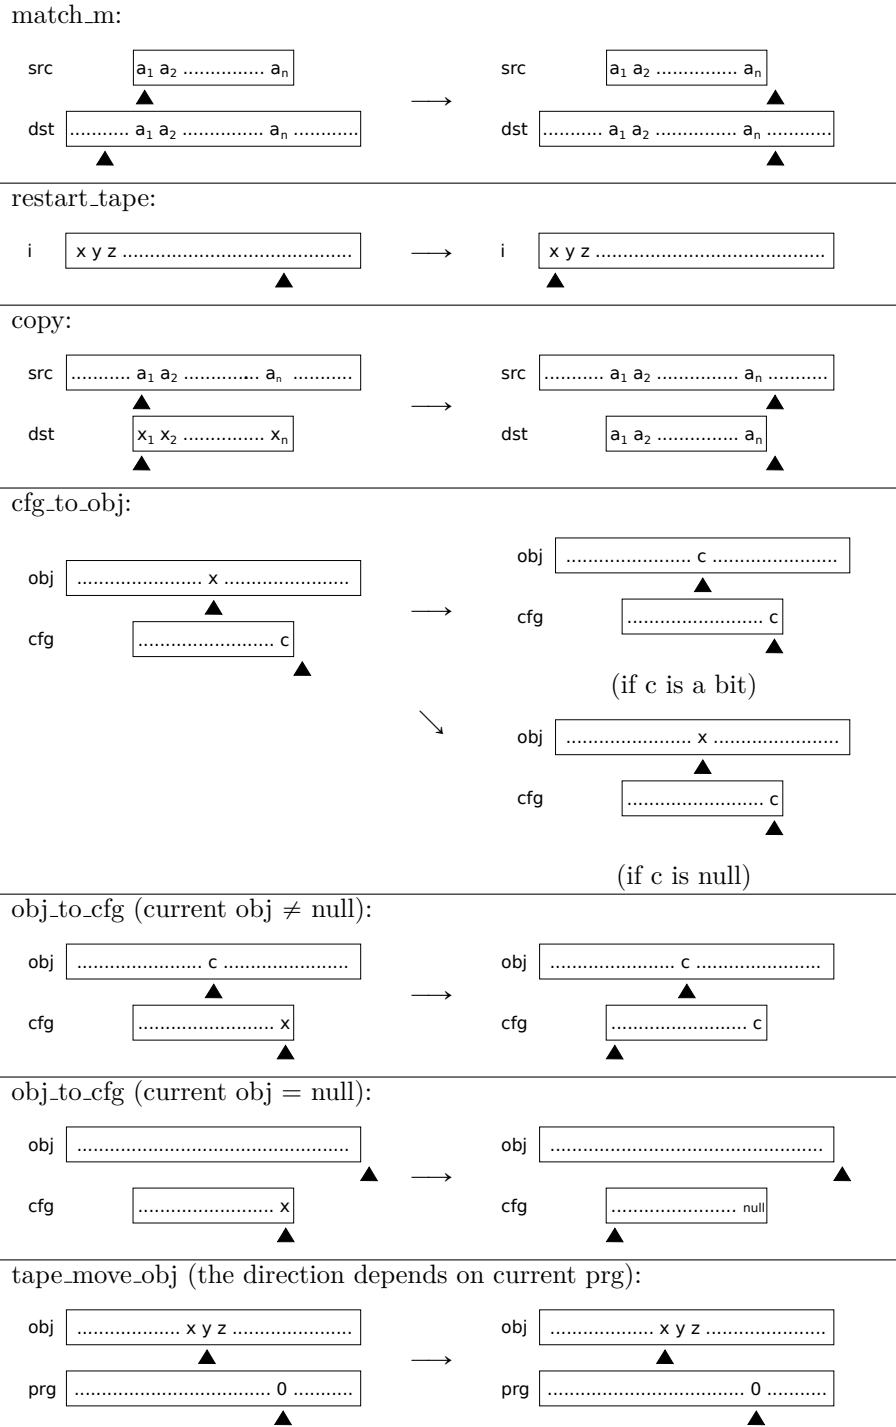 match_m:
src a₁ a₂ ............... aₙ ⟶ src a₁ a₂ ............... aₙ
dst ........... a₁ a₂ ............... aₙ ............ ⟶ dst ........... a₁ a₂ ............... aₙ ............
restart_tape:
i x y z ........................................... ⟶ i x y z ...........................................
copy:
src ........... a₁ a₂ ............... aₙ ........... ⟶ src ........... a₁ a₂ ............... aₙ ...........
dst x₁ x₂ ............... xₙ dst a₁ a₂ ............... aₙ
cfg_to_obj:
obj ....................... c .......................
obj ....................... x .......................
⟶
cfg ......................... c
cfg ......................... c
(if c is a bit)
↘
obj ....................... x .......................
cfg ......................... c
(if c is null)
obj_to_cfg (current obj ≠ null):
obj ....................... c ....................... ⟶ obj ....................... c .......................
cfg ......................... x cfg ......................... c
obj_to_cfg (current obj = null):
obj .................................................. ⟶ obj ..................................................
cfg ......................... x cfg ....................... null
tape_move_obj (the direction depends on current prg):
obj ................... x y z ...................... ⟶ obj ................... x y z ......................
prg .................................... 0 ........... prg .................................... 0 ...........